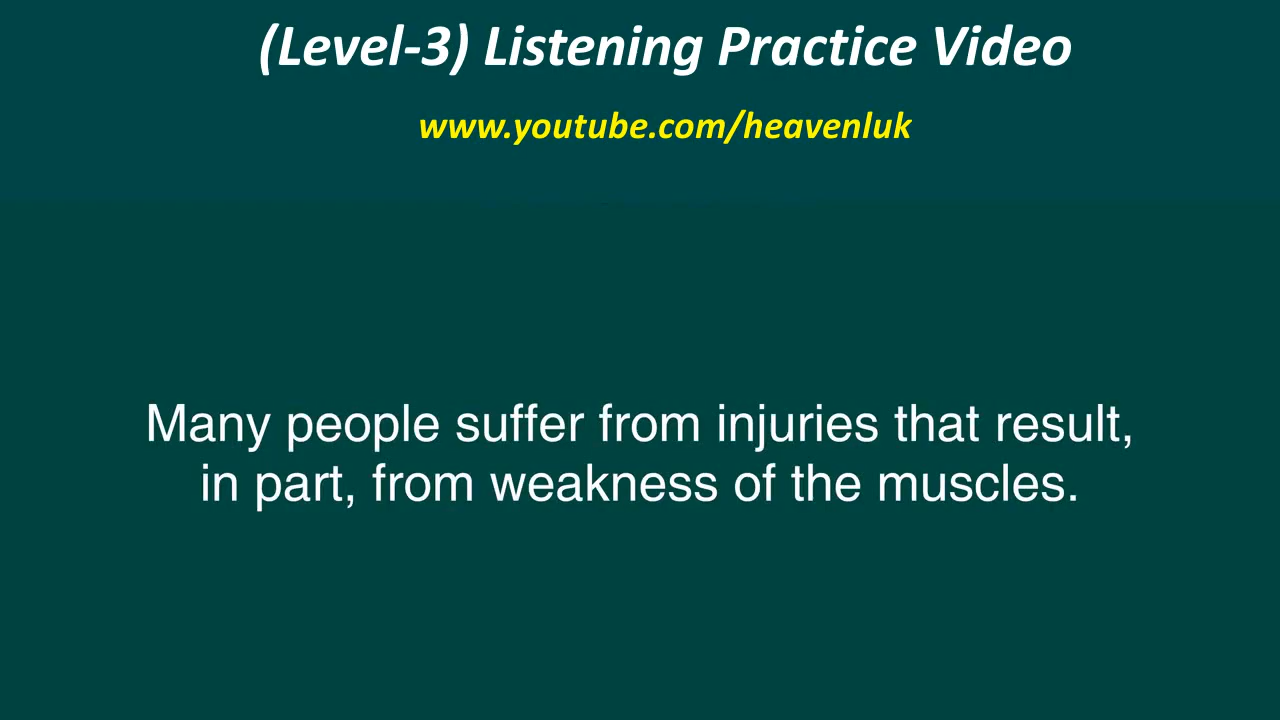 (Level-3) Listening Practice Video
www.youtube.com/heavenluk
Many people suffer from injuries that result,
in part, from weakness of the muscles.